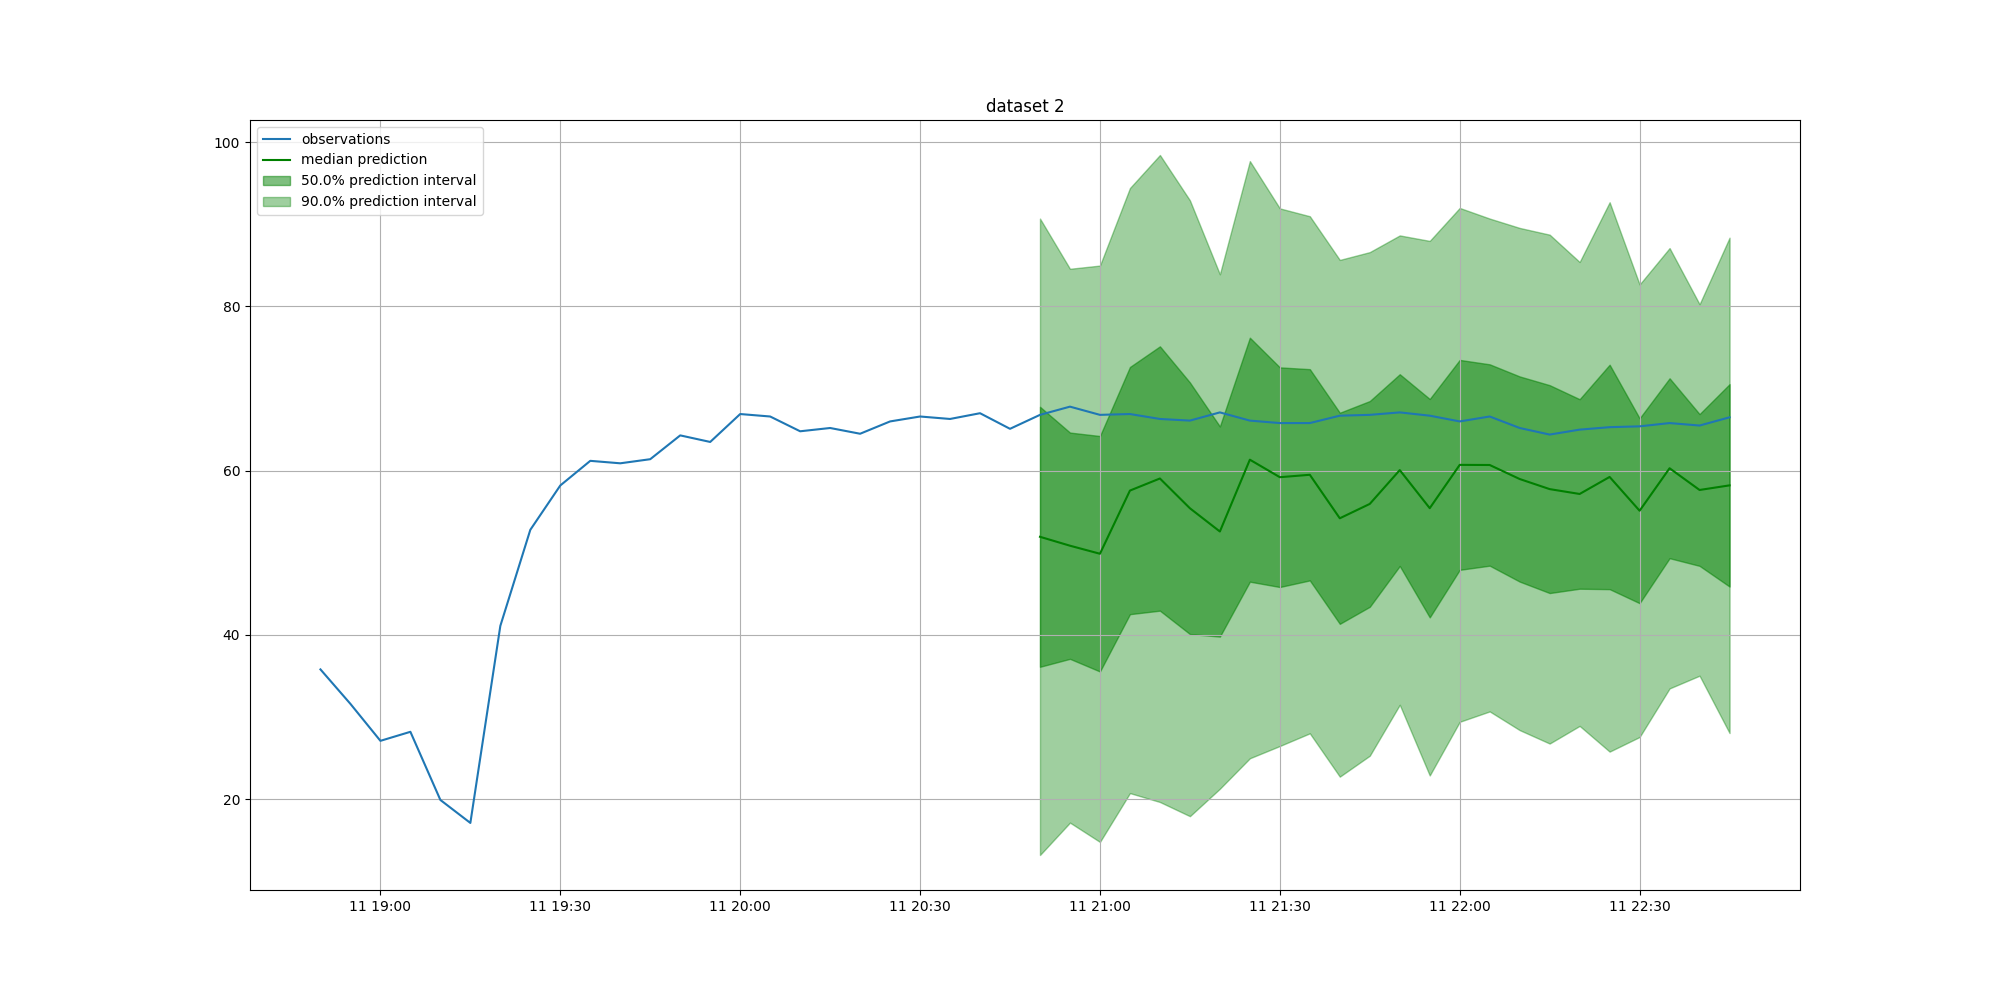 dataset 2
observations
median prediction
50.0% prediction interval
90.0% prediction interval
100
80
60
40
20
11 19:00 11 19:30 11 20:00 11 20:30 11 21:00 11 21:30 11 22:00 11 22:30